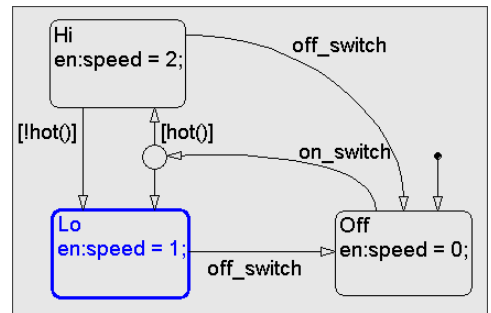 Hi
en:speed = 2;
off_switch
[!hot()]
[hot()]
on_switch
Lo
en:speed = 1;
off_switch
Off
en:speed = 0;